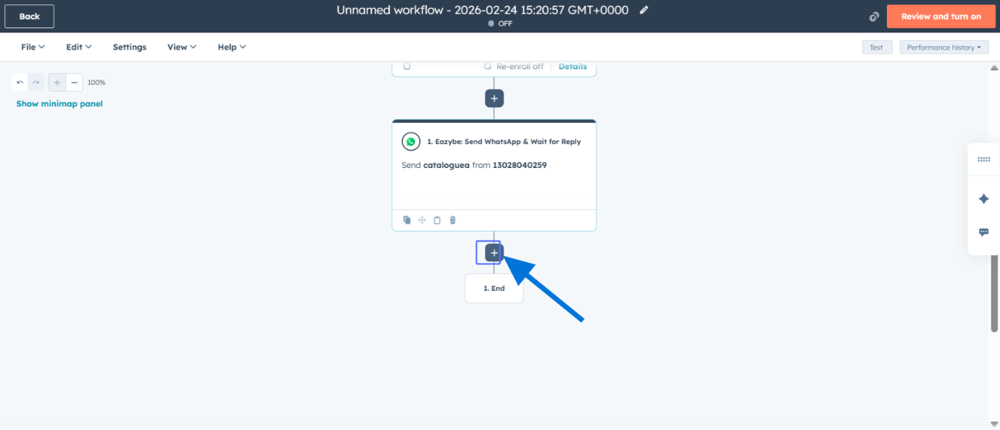 Back
Unnamed workflow - 2026-02-24 15:20:57 GMT+0000
OFF
Review and turn on
File
Edit
Settings
View
Help
Test
Performance history
100%
Show minimap panel
Re-enroll off
Details
1. Eazybe: Send WhatsApp & Wait for Reply
Send cataloguea from 13028040259
1. End